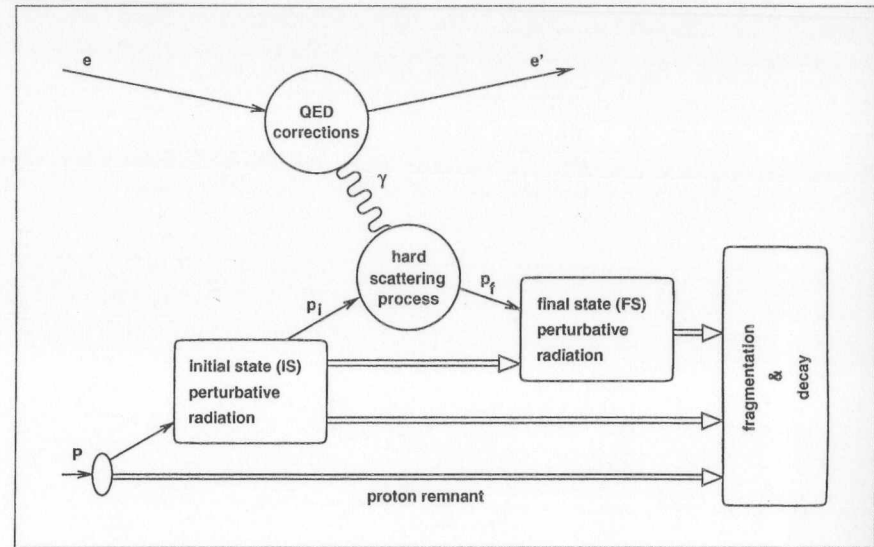 e
e'
QED
corrections
γ
hard
scattering
process
p_i
p_f
initial state (IS)
perturbative
radiation
final state (FS)
perturbative
radiation
fragmentation
&
decay
P
proton remnant